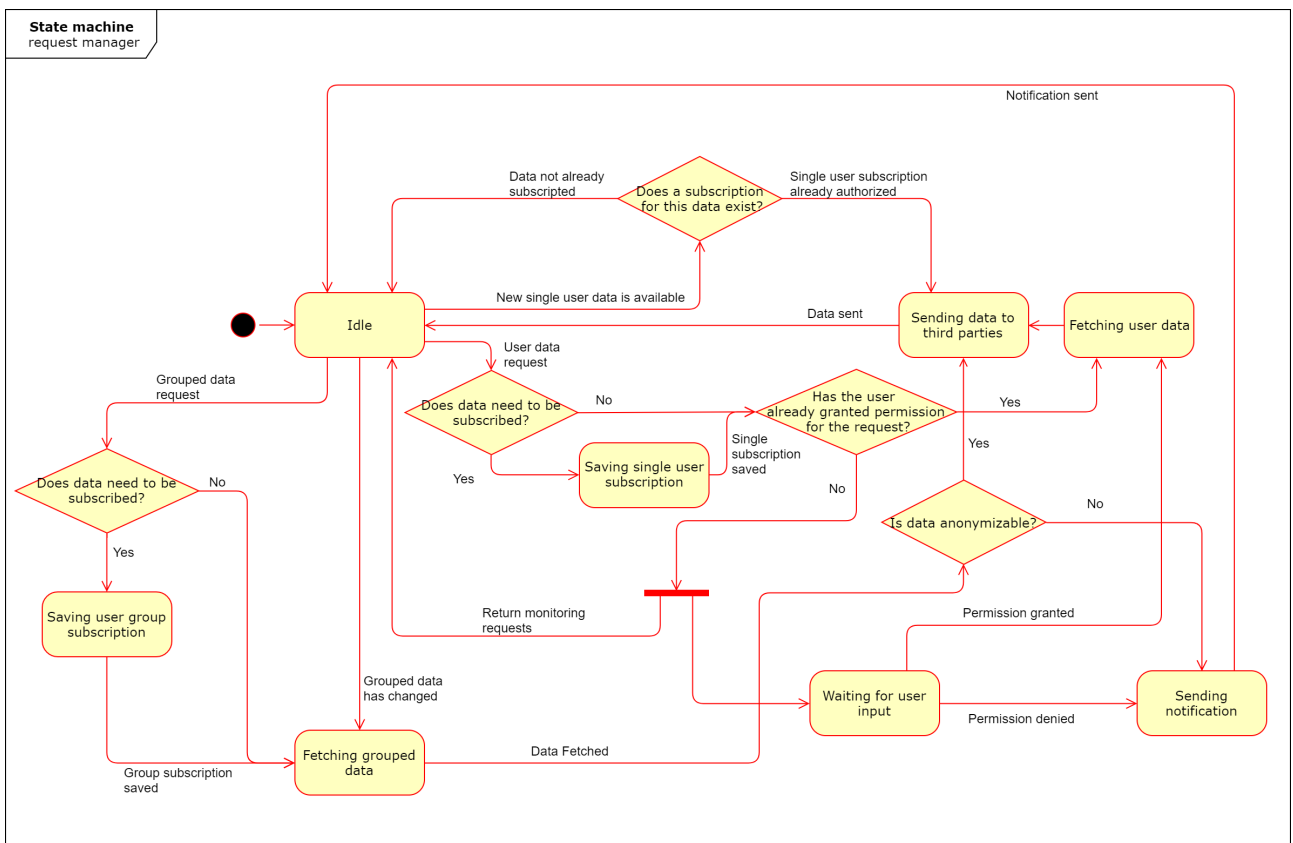 State machine
request manager
Notification sent
Data not already
subscripted
Does a subscription
for this data exist?
Single user subscription
already authorized
New single user data is available
Idle
Data sent
Sending data to
third parties
Fetching user data
User data
request
Grouped data
request
Does data need to be
subscribed?
No
Has the user
already granted permission
for the request?
Yes
Single
subscription
saved
Saving single user
subscription
Yes
No
Yes
Does data need to be
subscribed?
No
Is data anonymizable?
No
Yes
Saving user group
subscription
Return monitoring
requests
Permission granted
Grouped data
has changed
Waiting for user
input
Permission denied
Sending
notification
Fetching grouped
data
Data Fetched
Group subscription
saved